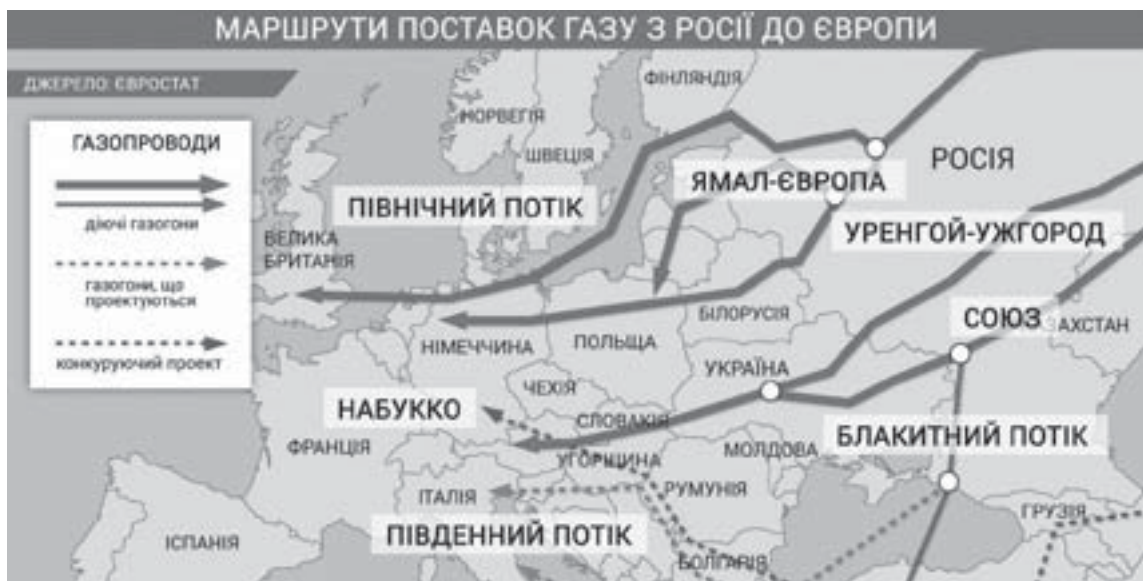 МАРШРУТИ ПОСТАВОК ГАЗУ З РОСІЇ ДО ЄВРОПИ
ДЖЕРЕЛО: ЄВРОСТАТ
ГАЗОПРОВОДИ
діючі газогони
газогони, що
проектуються
конкуруючий проект
ФІНЛЯНДІЯ
НОРВЕГІЯ
ШВЕЦІЯ
РОСІЯ
ЯМАЛ-ЄВРОПА
ПІВНІЧНИЙ ПОТІК
УРЕНГОЙ-УЖГОРОД
ВЕЛИКА
БРИТАНІЯ
БІЛОРУСІЯ
СОЮЗ
ЗАХСТАН
НІМЕЧЧИНА
ПОЛЬЩА
УКРАЇНА
ЧЕХІЯ
НАБУККО
СЛОВАКІЯ
БЛАКИТНИЙ ПОТІК
ФРАНЦІЯ
МОЛДОВА
УГОРЩИНА
РУМУНІЯ
ІТАЛІЯ
ГРУЗІЯ
ПІВДЕННИЙ ПОТІК
ІСПАНІЯ
БОЛГАРІЯ